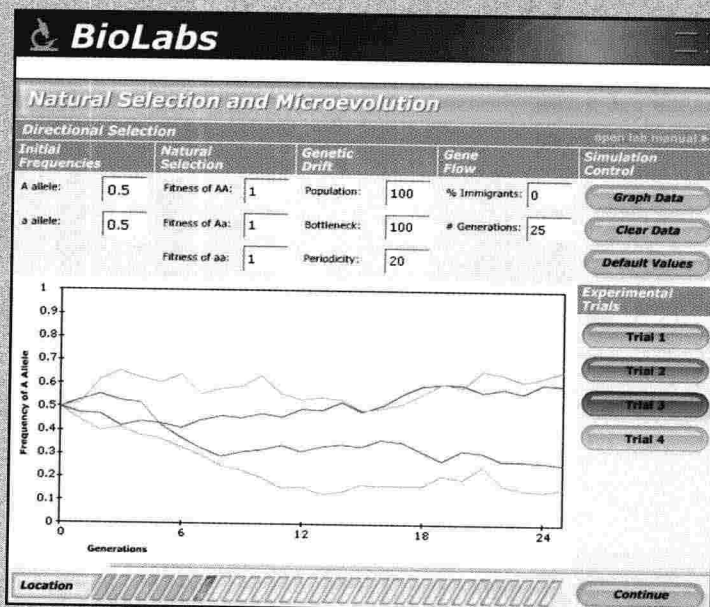 BioLabs
Natural Selection and Microevolution
Directional Selection
open lab manual
Initial Frequencies
Natural Selection
Genetic Drift
Gene Flow
Simulation Control
A allele: 0.5
Fitness of AA: 1
Population: 100
% Immigrants: 0
Graph Data
a allele: 0.5
Fitness of Aa: 1
Bottleneck: 100
# Generations: 25
Clear Data
Fitness of aa: 1
Periodicity: 20
Default Values
Experimental Trials
Trial 1
Trial 2
Trial 3
Trial 4
Frequency of A Allele
1
0.9
0.8
0.7
0.6
0.5
0.4
0.3
0.2
0.1
0
0 6 12 18 24
Generations
Location
Continue